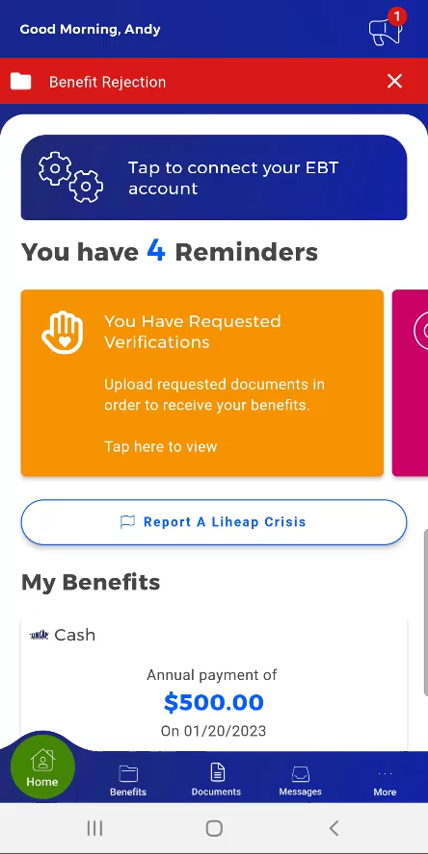 Good Morning, Andy
1
Benefit Rejection
Tap to connect your EBT
account
You have 4 Reminders
You Have Requested
Verifications
Upload requested documents in
order to receive your benefits.
Tap here to view
Report A Liheap Crisis
My Benefits
Cash
Annual payment of
$500.00
On 01/20/2023
Home
Benefits
Documents
Messages
More